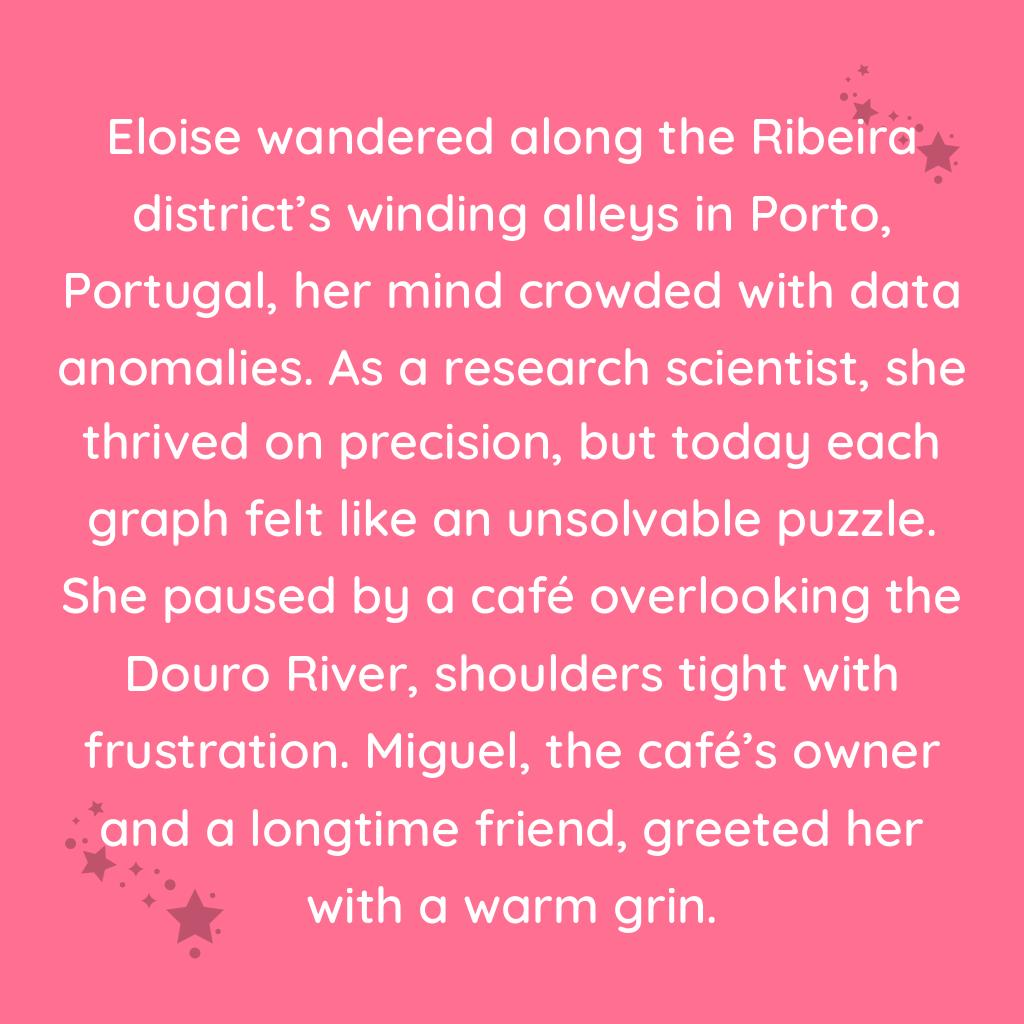 Eloise wandered along the Ribeira
district’s winding alleys in Porto,
Portugal, her mind crowded with data
anomalies. As a research scientist, she
thrived on precision, but today each
graph felt like an unsolvable puzzle.
She paused by a café overlooking the
Douro River, shoulders tight with
frustration. Miguel, the café’s owner
and a longtime friend, greeted her
with a warm grin.